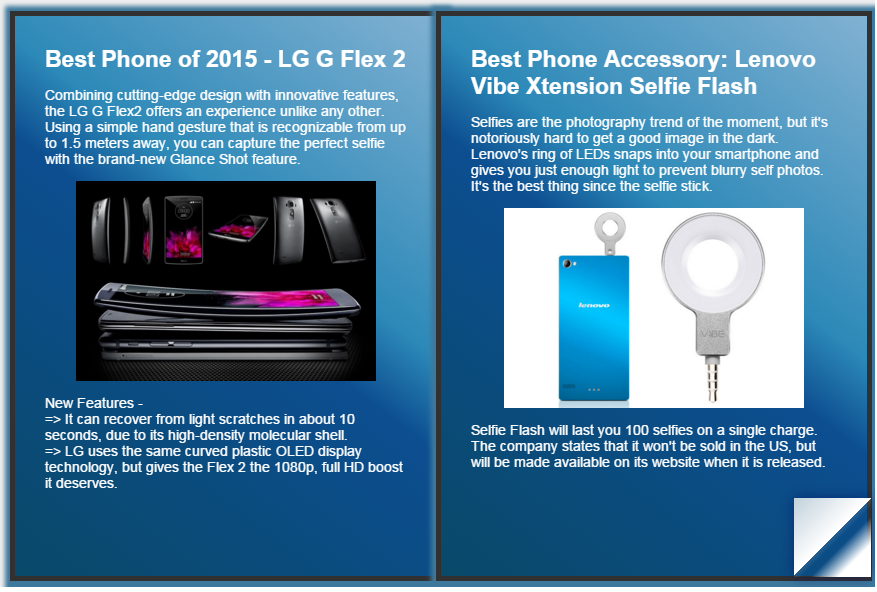 Best Phone of 2015 - LG G Flex 2
Combining cutting-edge design with innovative features,
the LG G Flex2 offers an experience unlike any other.
Using a simple hand gesture that is recognizable from up
to 1.5 meters away, you can capture the perfect selfie
with the brand-new Glance Shot feature.
New Features -
=> It can recover from light scratches in about 10
seconds, due to its high-density molecular shell.
=> LG uses the same curved plastic OLED display
technology, but gives the Flex 2 the 1080p, full HD boost
it deserves.
Best Phone Accessory: Lenovo
Vibe Xtension Selfie Flash
Selfies are the photography trend of the moment, but it's
notoriously hard to get a good image in the dark.
Lenovo's ring of LEDs snaps into your smartphone and
gives you just enough light to prevent blurry self photos.
It's the best thing since the selfie stick.
lenovo
VIBE
Selfie Flash will last you 100 selfies on a single charge.
The company states that it won't be sold in the US, but
will be made available on its website when it is released.